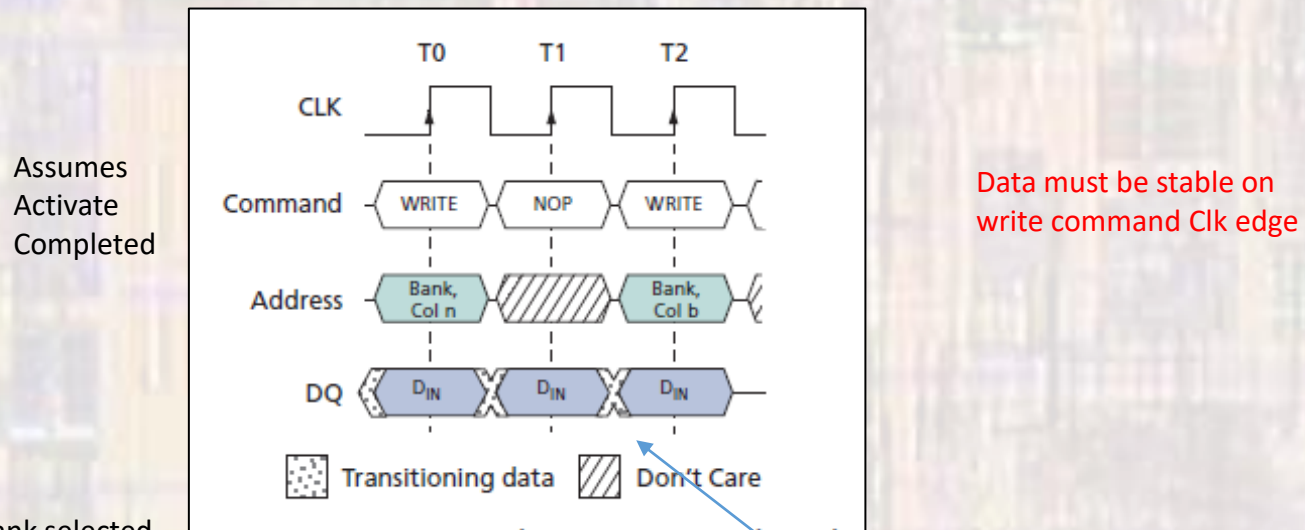 T0 T1 T2
CLK
Assumes
Activate
Completed
Data must be stable on
write command Clk edge
Command WRITE NOP WRITE
Address Bank, Col n Bank, Col b
DQ DIN DIN DIN
Transitioning data Don't Care
selected